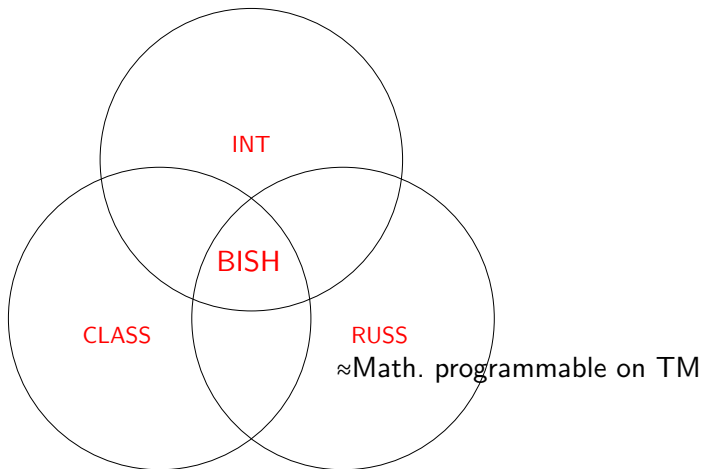 INT
BISH
CLASS
RUSS
≈Math. programmable on TM